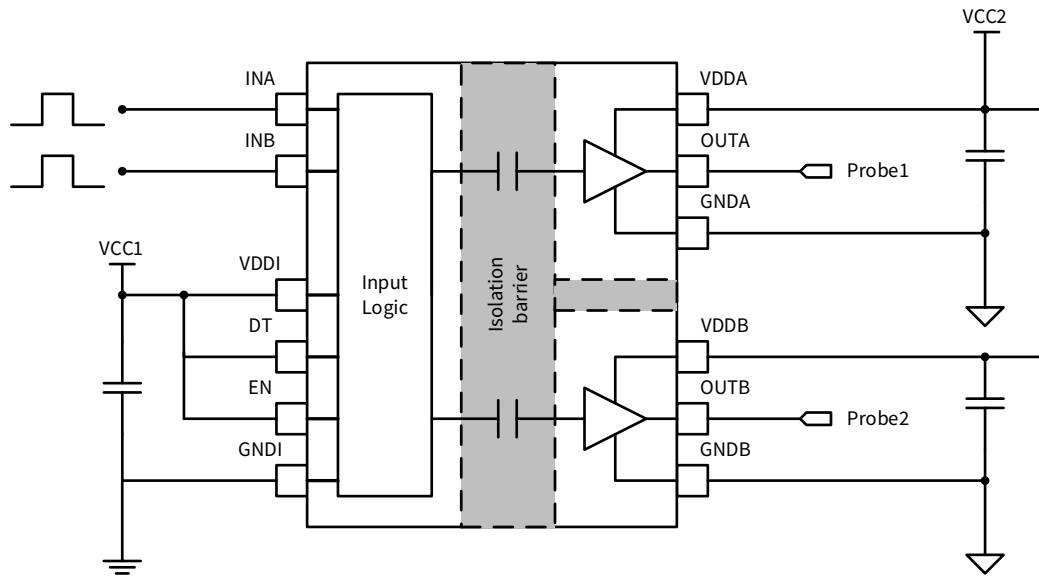 VCC2
INA
VDDA
INB
OUTA
Probe1
GNDA
VCC1
VDDI
Input
Logic
Isolation
barrier
DT
VDDB
EN
OUTB
Probe2
GNDI
GNDB